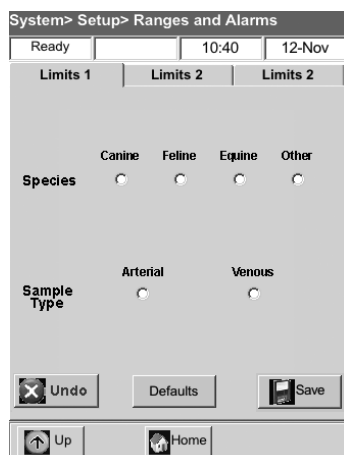 System> Setup> Ranges and Alarms
Ready 10:40 12-Nov
Limits 1 Limits 2 Limits 2
Canine Feline Equine Other
Species
Arterial Venous
Sample
Type
Undo Defaults Save
Up Home